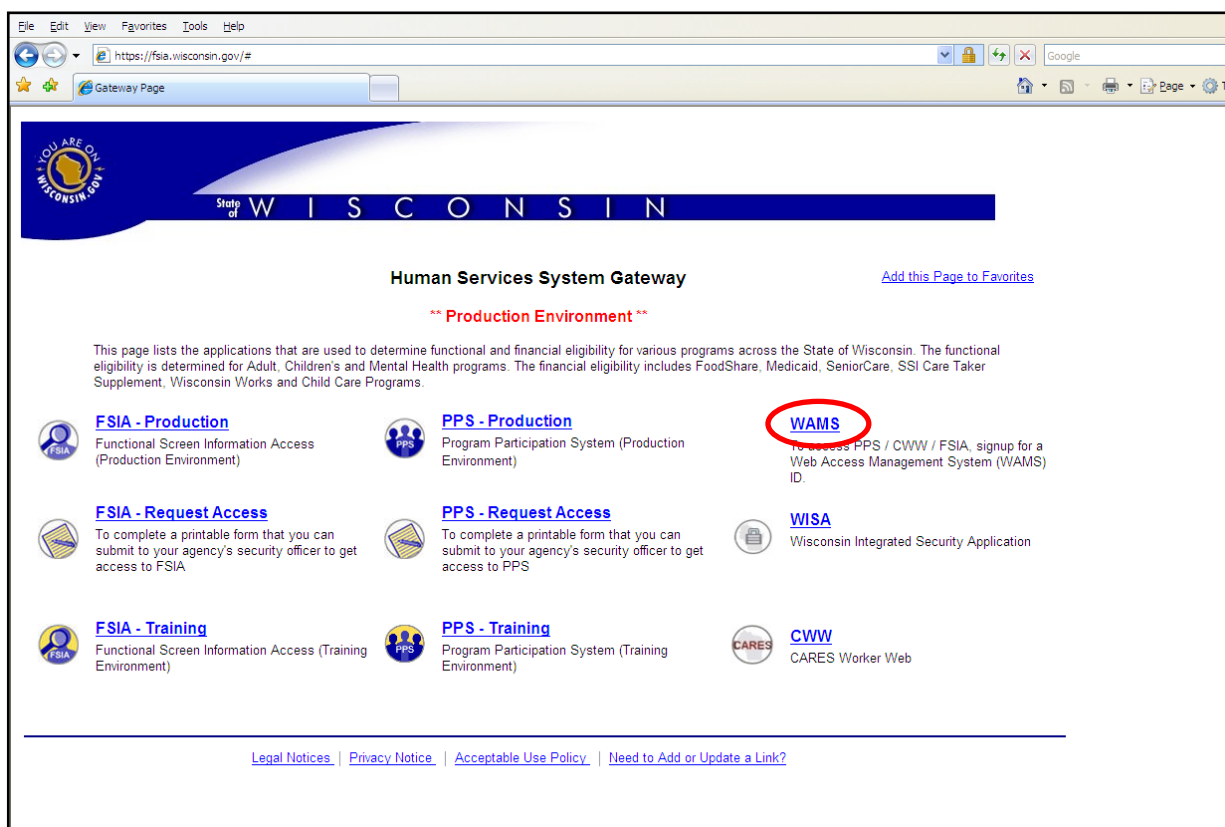 File Edit View Favorites Tools Help
https://fsia.wisconsin.gov/#
Google
Gateway Page
Page
YOU ARE ON
WISCONSIN.GOV
State of WISCONSIN
Human Services System Gateway
Add this Page to Favorites
** Production Environment **
This page lists the applications that are used to determine functional and financial eligibility for various programs across the State of Wisconsin. The functional
eligibility is determined for Adult, Children's and Mental Health programs. The financial eligibility includes FoodShare, Medicaid, SeniorCare, SSI Care Taker
Supplement, Wisconsin Works and Child Care Programs.
FSIA
FSIA - Production
Functional Screen Information Access
(Production Environment)
PPS
PPS - Production
Program Participation System (Production
Environment)
WAMS
To access PPS / CWW / FSIA, signup for a
Web Access Management System (WAMS)
ID.
FSIA - Request Access
To complete a printable form that you can
submit to your agency's security officer to get
access to FSIA
PPS - Request Access
To complete a printable form that you can
submit to your agency's security officer to get
access to PPS
WISA
Wisconsin Integrated Security Application
FSIA
FSIA - Training
Functional Screen Information Access (Training
Environment)
PPS
PPS - Training
Program Participation System (Training
Environment)
CARES
CWW
CARES Worker Web
Legal Notices | Privacy Notice | Acceptable Use Policy | Need to Add or Update a Link?